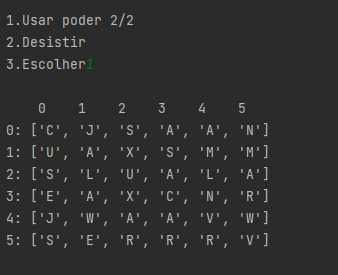 1.Usar poder 2/2
2.Desistir
3.Escolher1
0 1 2 3 4 5
0: ['C', 'J', 'S', 'A', 'A', 'N']
1: ['U', 'A', 'X', 'S', 'M', 'M']
2: ['S', 'L', 'U', 'A', 'L', 'A']
3: ['E', 'A', 'X', 'C', 'N', 'R']
4: ['J', 'W', 'A', 'A', 'V', 'W']
5: ['S', 'E', 'R', 'R', 'R', 'V']